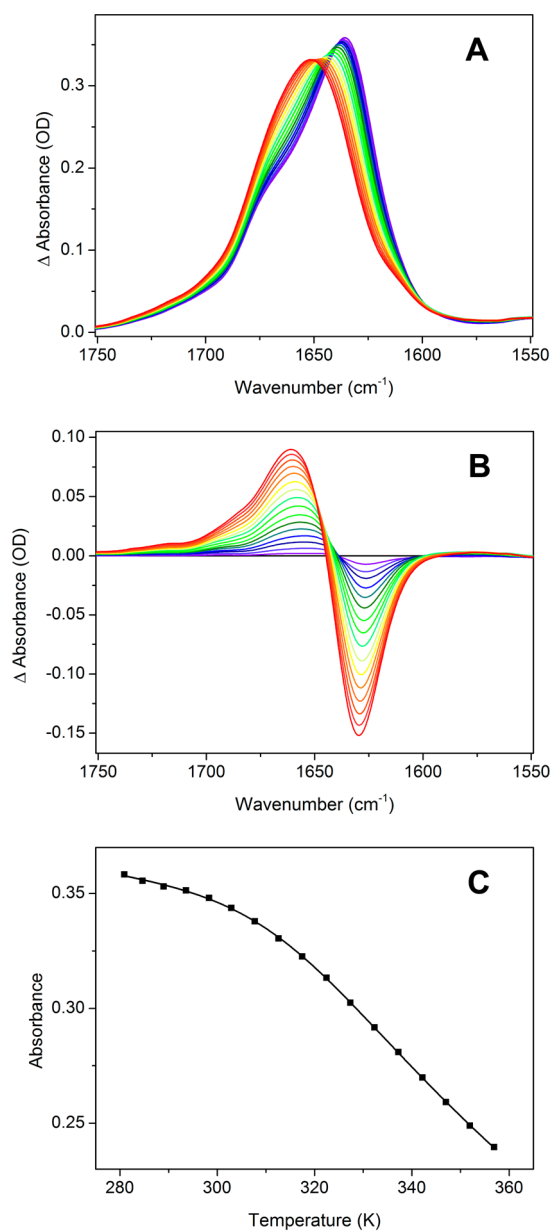 A
0.3
0.2
0.1
0.0
Δ Absorbance (OD)
1750 1700 1650 1600 1550
Wavenumber (cm⁻¹)
B
0.10
0.05
0.00
-0.05
-0.10
-0.15
Δ Absorbance (OD)
1750 1700 1650 1600 1550
Wavenumber (cm⁻¹)
C
0.35
0.30
0.25
Absorbance
280 300 320 340 360
Temperature (K)